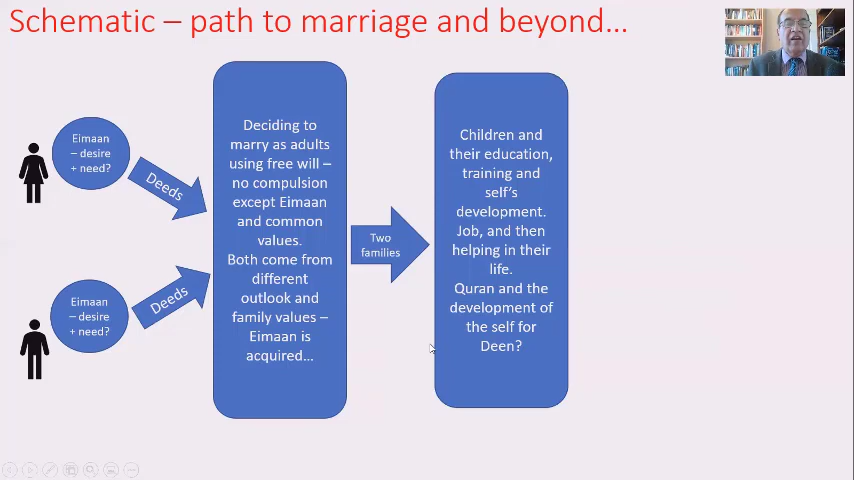 Schematic – path to marriage and beyond...
Eimaan
– desire
+ need?
Deeds
Eimaan
– desire
+ need?
Deeds
Deciding to
marry as adults
using free will –
no compulsion
except Eimaan
and common
values.
Both come from
different
outlook and
family values –
Eimaan is
acquired...
Two
families
Children and
their education,
training and
self's
development.
Job, and then
helping in their
life.
Quran and the
development of
the self for
Deen?